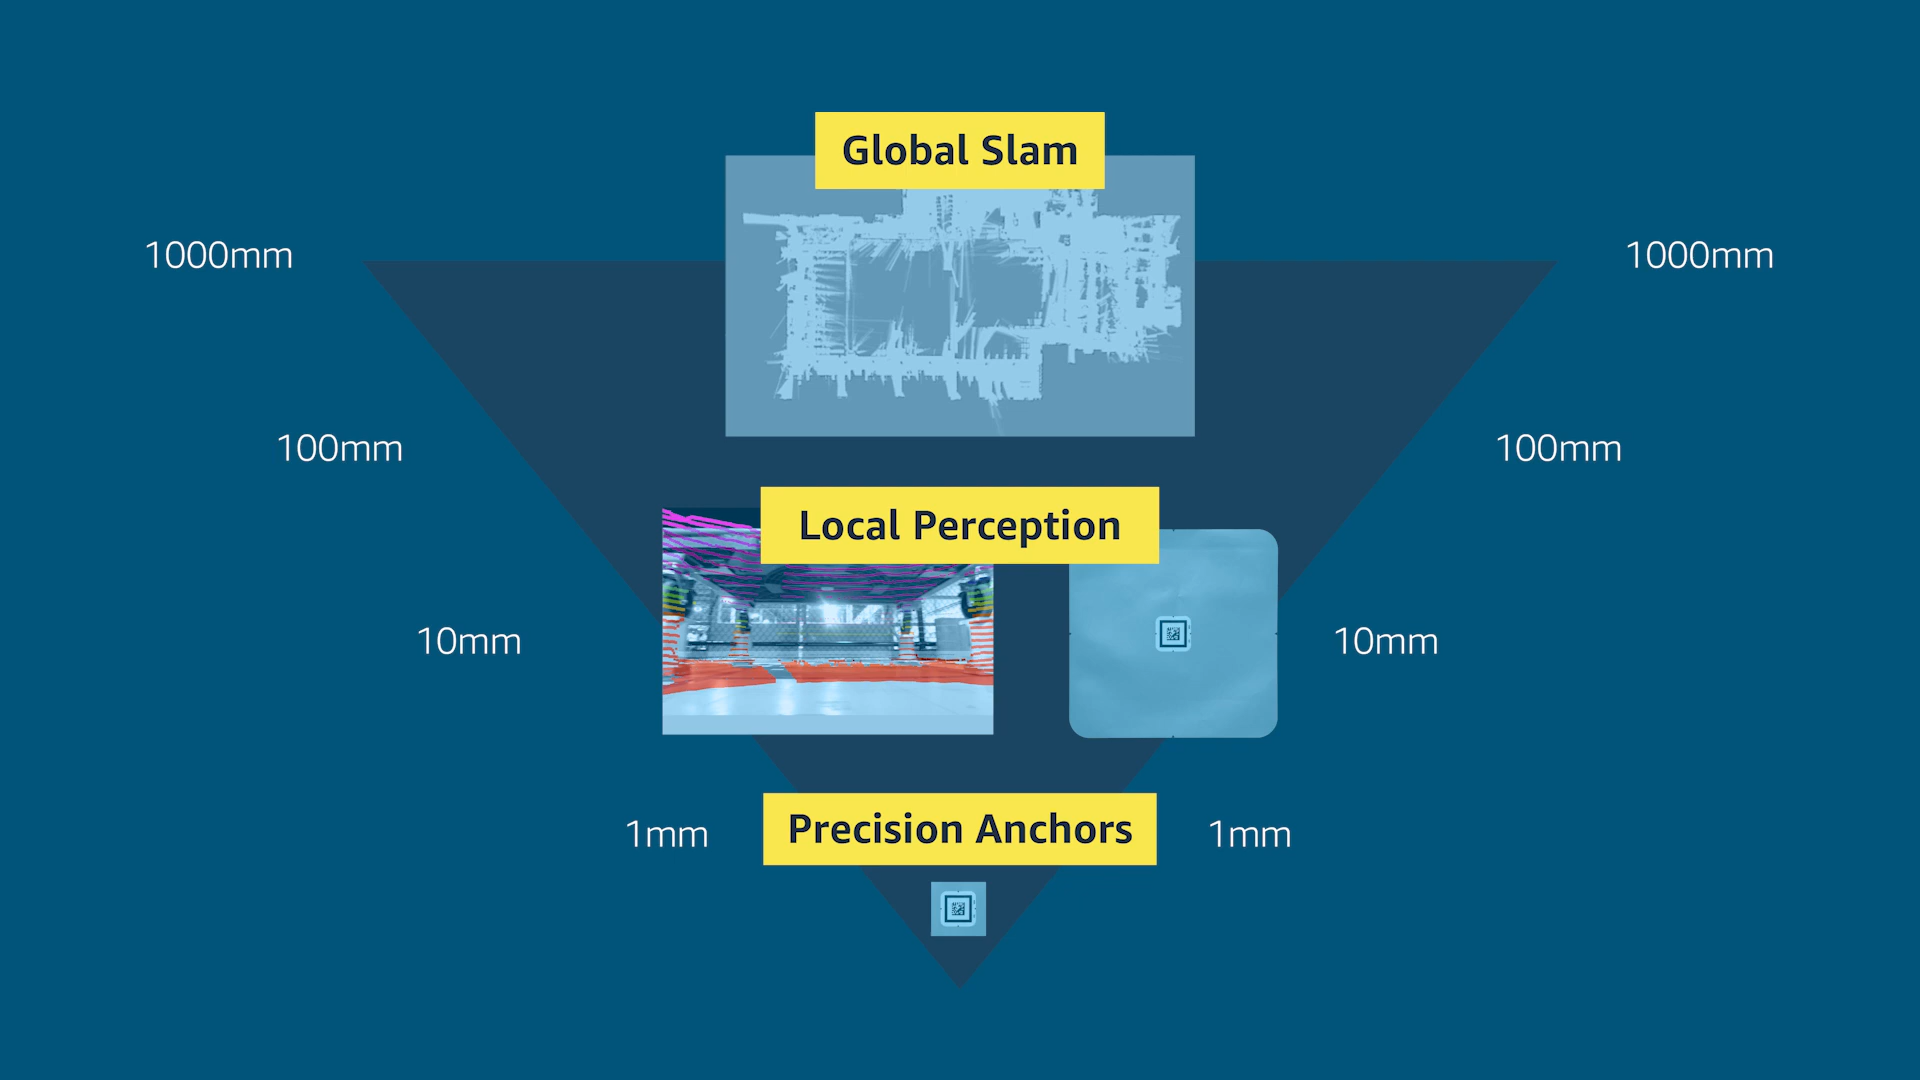 Global Slam
1000mm
1000mm
100mm
100mm
Local Perception
10mm
10mm
1mm
Precision Anchors
1mm